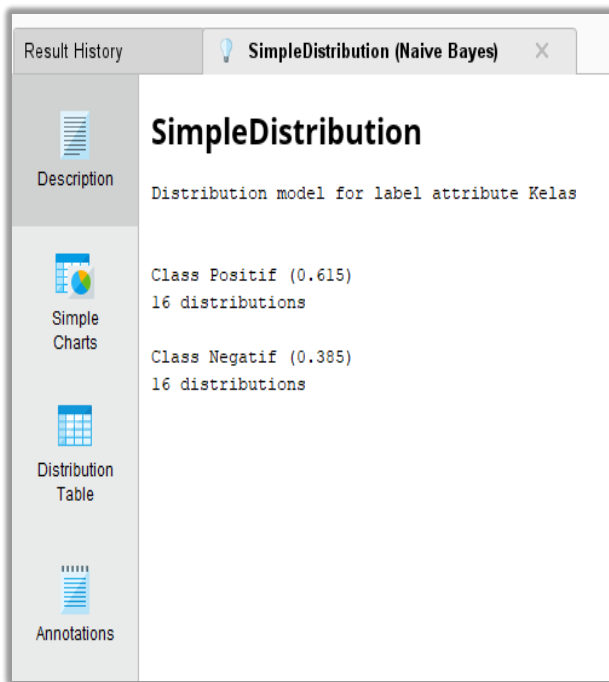 Result History
SimpleDistribution (Naive Bayes)
Description
Simple
Charts
Distribution
Table
Annotations
SimpleDistribution
Distribution model for label attribute Kelas
Class Positif (0.615)
16 distributions
Class Negatif (0.385)
16 distributions